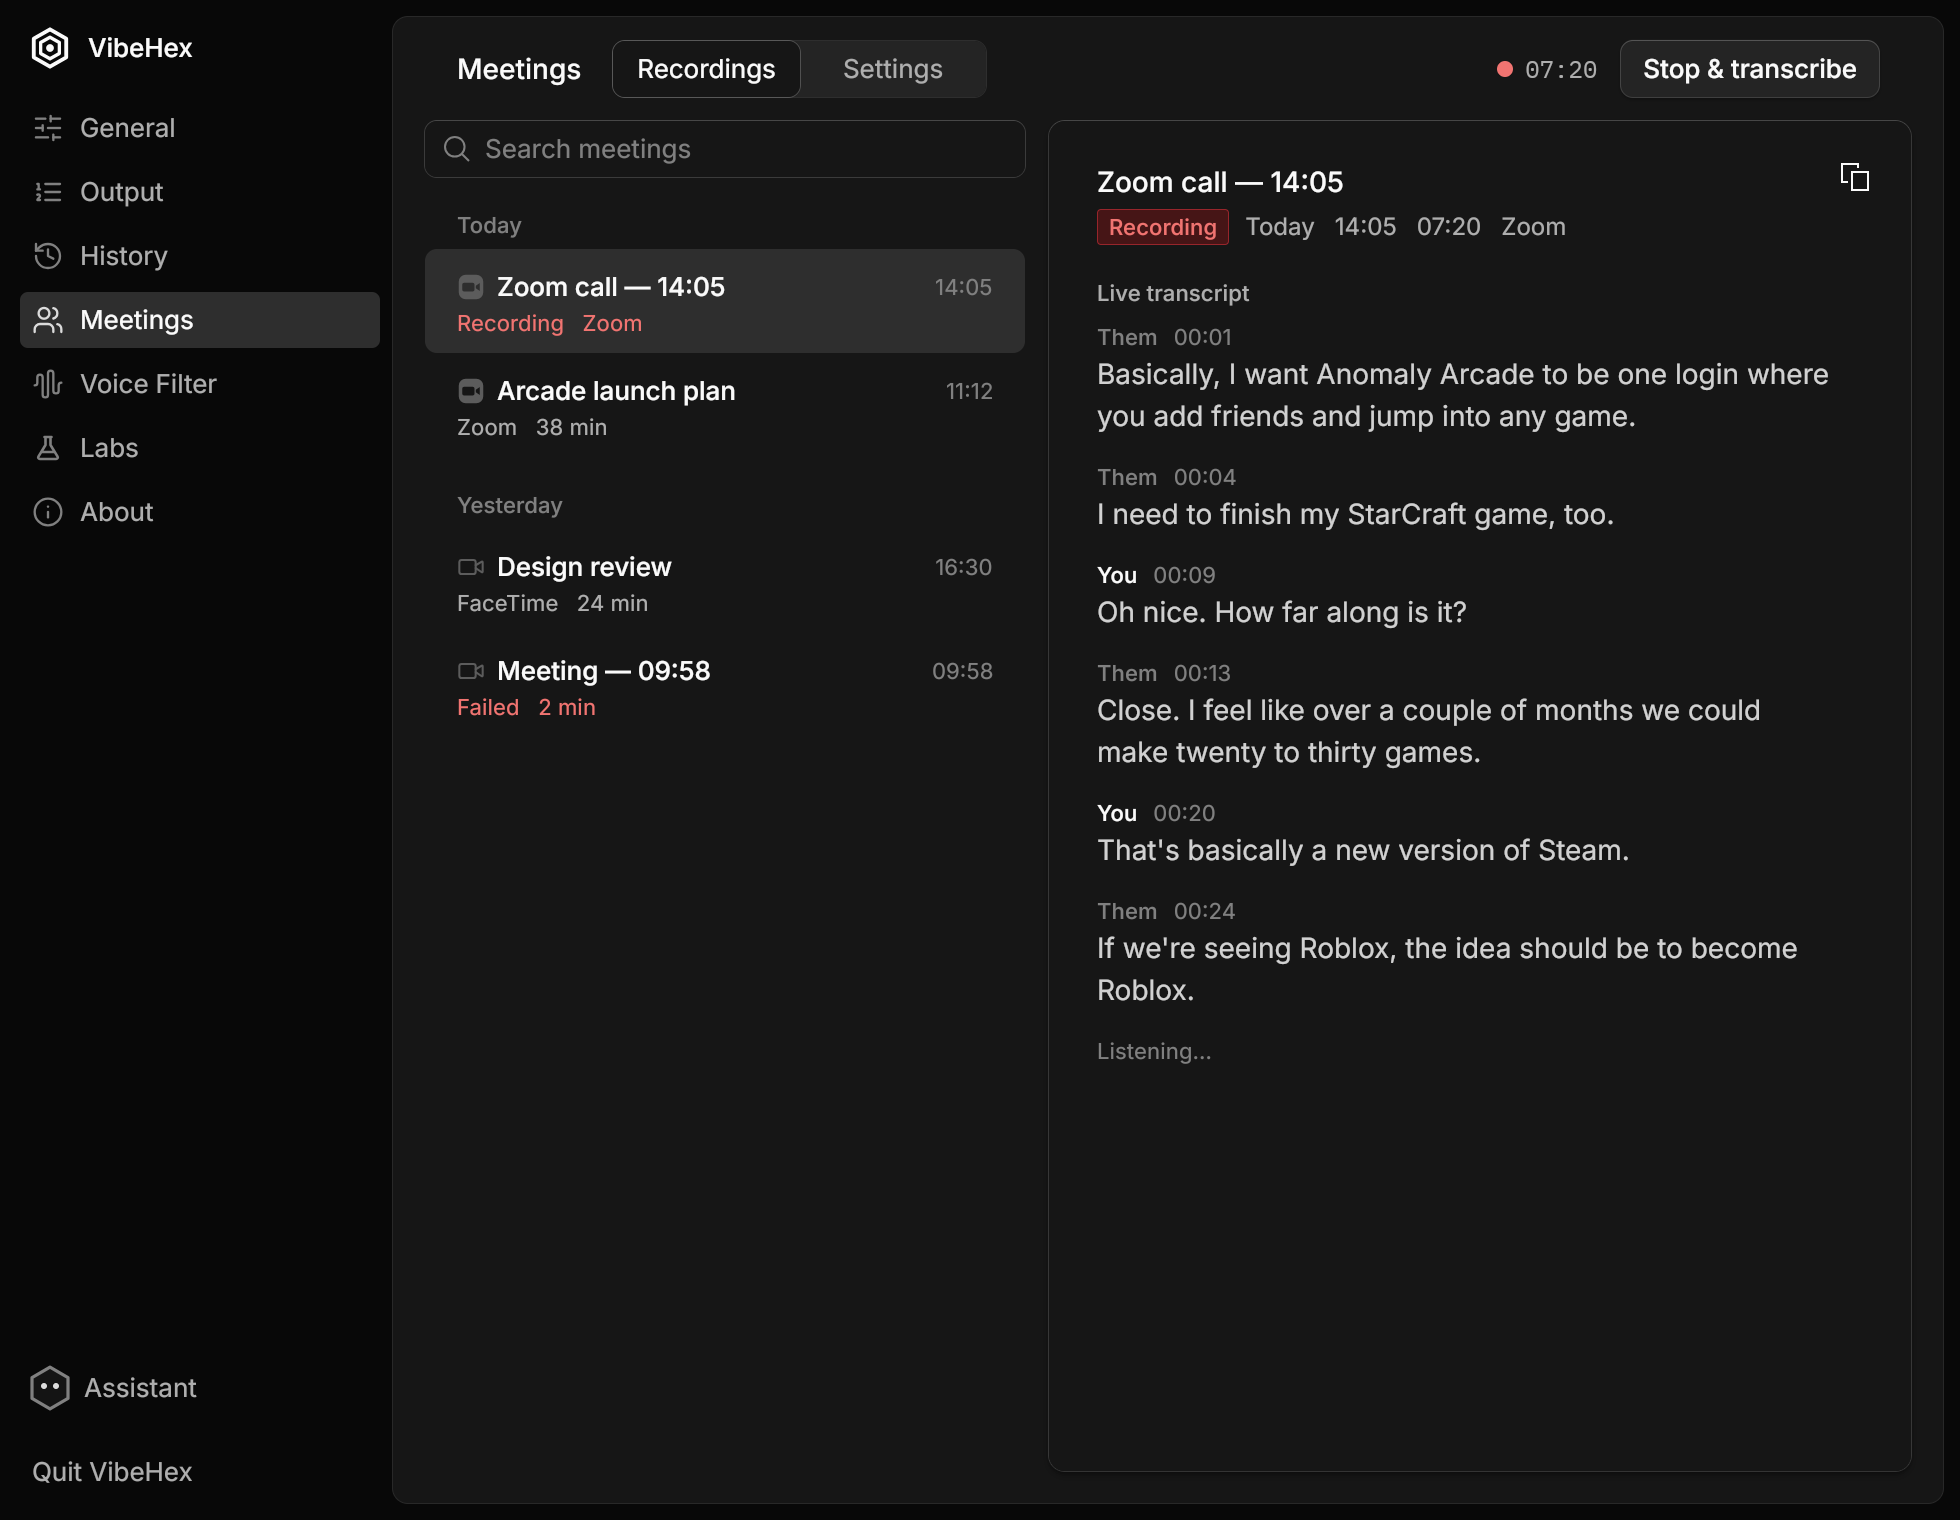 VibeHex
General
Output
History
Meetings
Voice Filter
Labs
About
Assistant
Quit VibeHex
Meetings
Recordings
Settings
07:20
Stop & transcribe
Search meetings
Today
Zoom call — 14:05
14:05
Recording Zoom
Arcade launch plan
11:12
Zoom 38 min
Yesterday
Design review
16:30
FaceTime 24 min
Meeting — 09:58
09:58
Failed 2 min
Zoom call — 14:05
Recording Today 14:05 07:20 Zoom
Live transcript
Them 00:01
Basically, I want Anomaly Arcade to be one login where
you add friends and jump into any game.
Them 00:04
I need to finish my StarCraft game, too.
You 00:09
Oh nice. How far along is it?
Them 00:13
Close. I feel like over a couple of months we could
make twenty to thirty games.
You 00:20
That's basically a new version of Steam.
Them 00:24
If we're seeing Roblox, the idea should be to become
Roblox.
Listening...